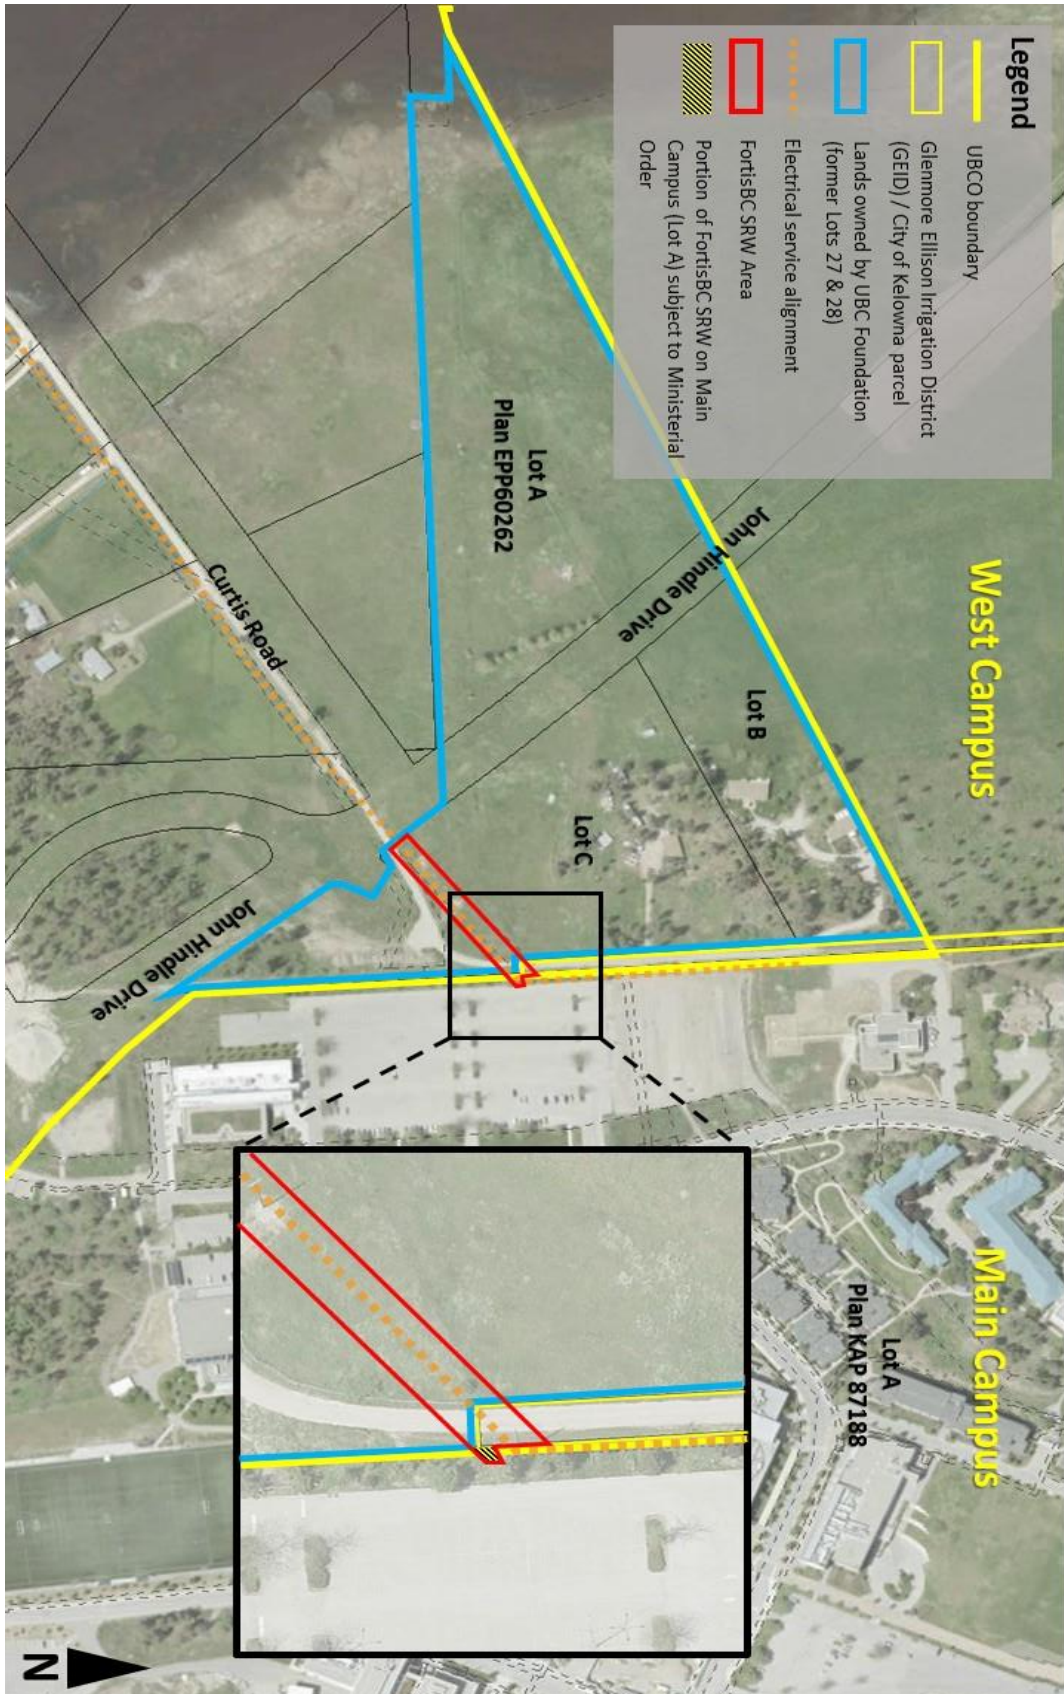 Legend
UBCO boundary
Glenmore Ellison Irrigation District
(GEID) / City of Kelowna parcel
Lands owned by UBC Foundation
(former Lots 27 & 28)
Electrical service alignment
FortisBC SRW Area
Portion of FortisBC SRW on Main
Campus (Lot A) subject to Ministerial
Order
West Campus
Main Campus
Lot A
Plan KAP 87188
Lot B
John Hindle Drive
Lot C
Lot A
Plan EPP60262
Curtis Road
John Hindle Drive
N